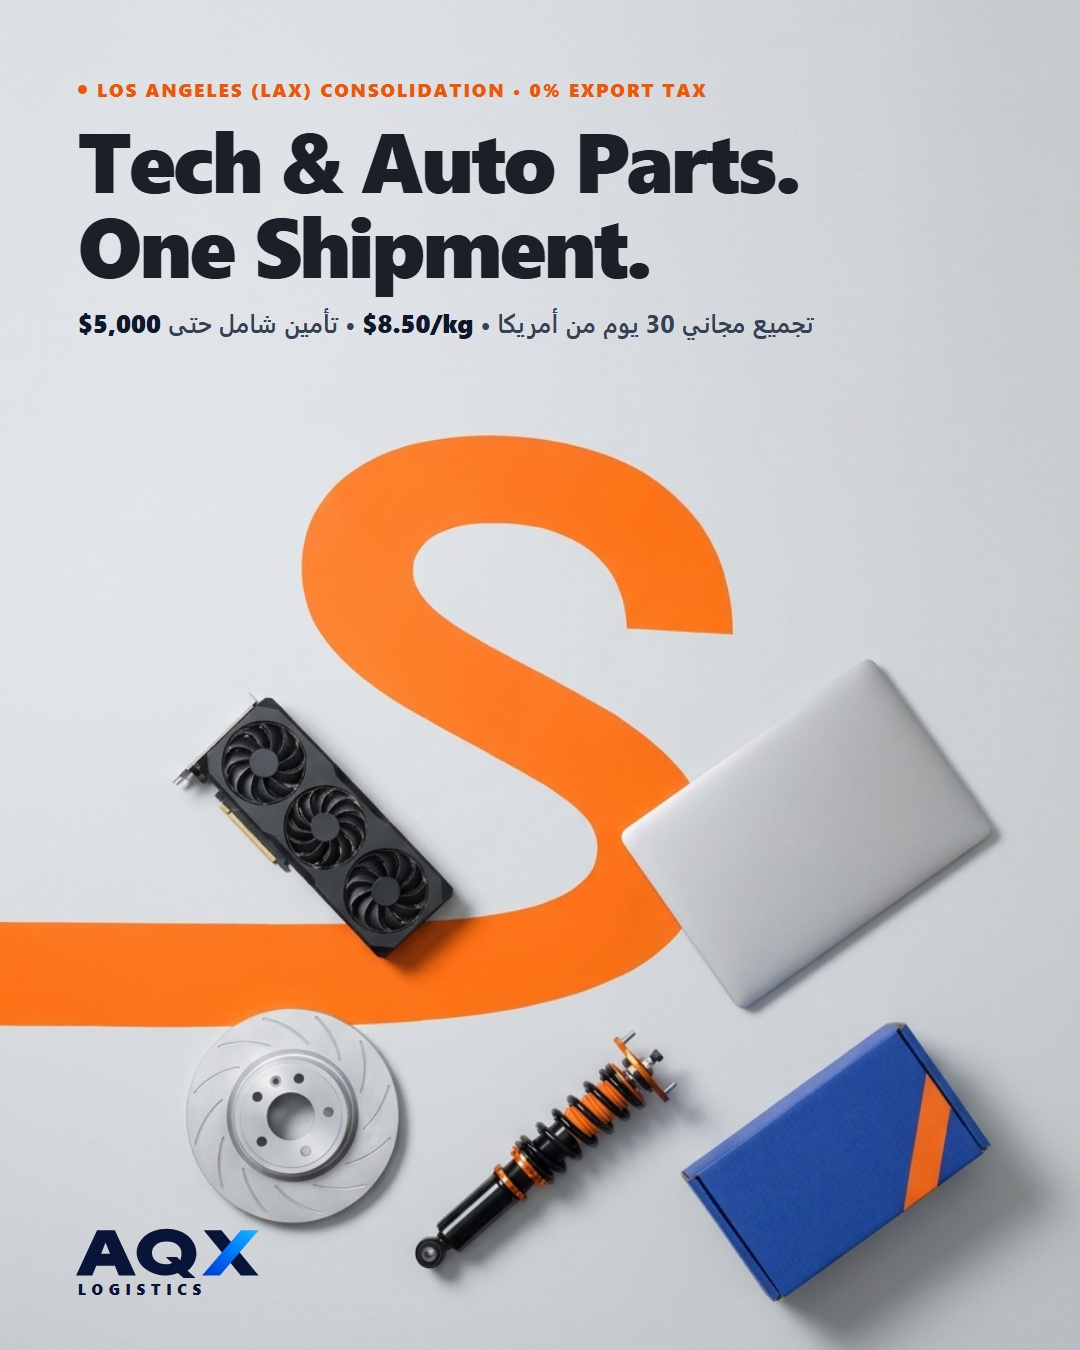 • LOS ANGELES (LAX) CONSOLIDATION • 0% EXPORT TAX
Tech & Auto Parts.
One Shipment.
تجميع مجاني 30 يوم من أمريكا • $8.50/kg • تأمين شامل حتى $5,000
AQX
LOGISTICS